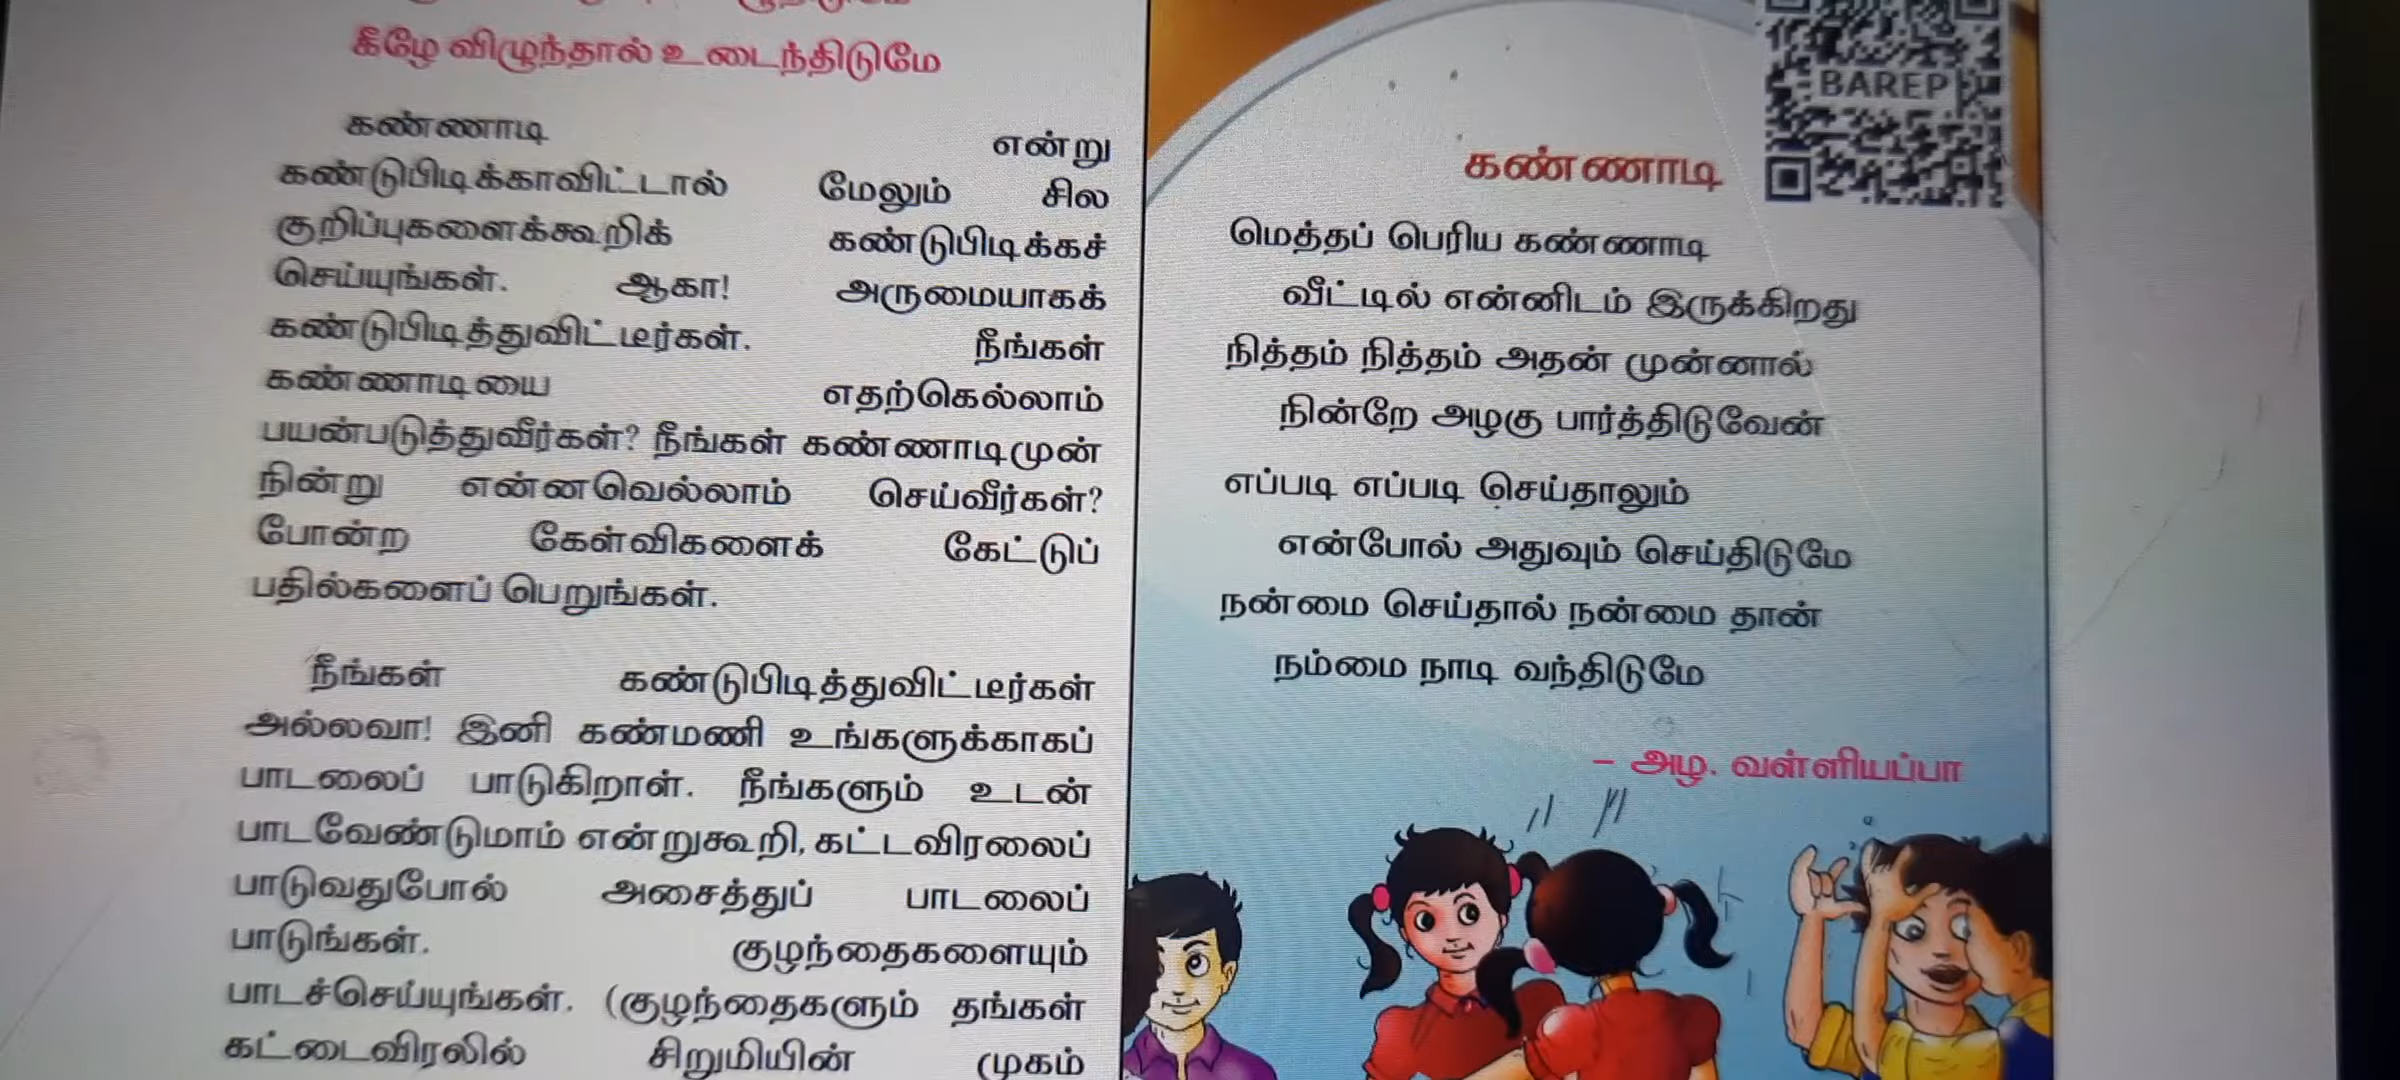 கீழே விழுந்தால் உடைந்திடுமே
கண்ணாடி என்று
கண்டுபிடிக்காவிட்டால் மேலும் சில
குறிப்புகளைக்கூறிக் கண்டுபிடிக்கச்
செய்யுங்கள். ஆகா! அருமையாகக்
கண்டுபிடித்துவிட்டீர்கள். நீங்கள்
கண்ணாடியை எதற்கெல்லாம்
பயன்படுத்துவீர்கள்? நீங்கள் கண்ணாடிமுன்
நின்று என்னவெல்லாம் செய்வீர்கள்?
போன்ற கேள்விகளைக் கேட்டுப்
பதில்களைப் பெறுங்கள்.
நீங்கள் கண்டுபிடித்துவிட்டீர்கள்
அல்லவா! இனி கண்மணி உங்களுக்காகப்
பாடலைப் பாடுகிறாள். நீங்களும் உடன்
பாடவேண்டுமாம் என்றுகூறி, கட்டவிரலைப்
பாடுவதுபோல் அசைத்துப் பாடலைப்
பாடுங்கள். குழந்தைகளையும்
பாடச்செய்யுங்கள். (குழந்தைகளும் தங்கள்
கட்டைவிரலில் சிறுமியின் முகம்
BAREP
கண்ணாடி
மெத்தப் பெரிய கண்ணாடி
வீட்டில் என்னிடம் இருக்கிறது
நித்தம் நித்தம் அதன் முன்னால்
நின்றே அழகு பார்த்திடுவேன்
எப்படி எப்படி செய்தாலும்
என்போல் அதுவும் செய்திடுமே
நன்மை செய்தால் நன்மை தான்
நம்மை நாடி வந்திடுமே
– அழ. வள்ளியப்பா